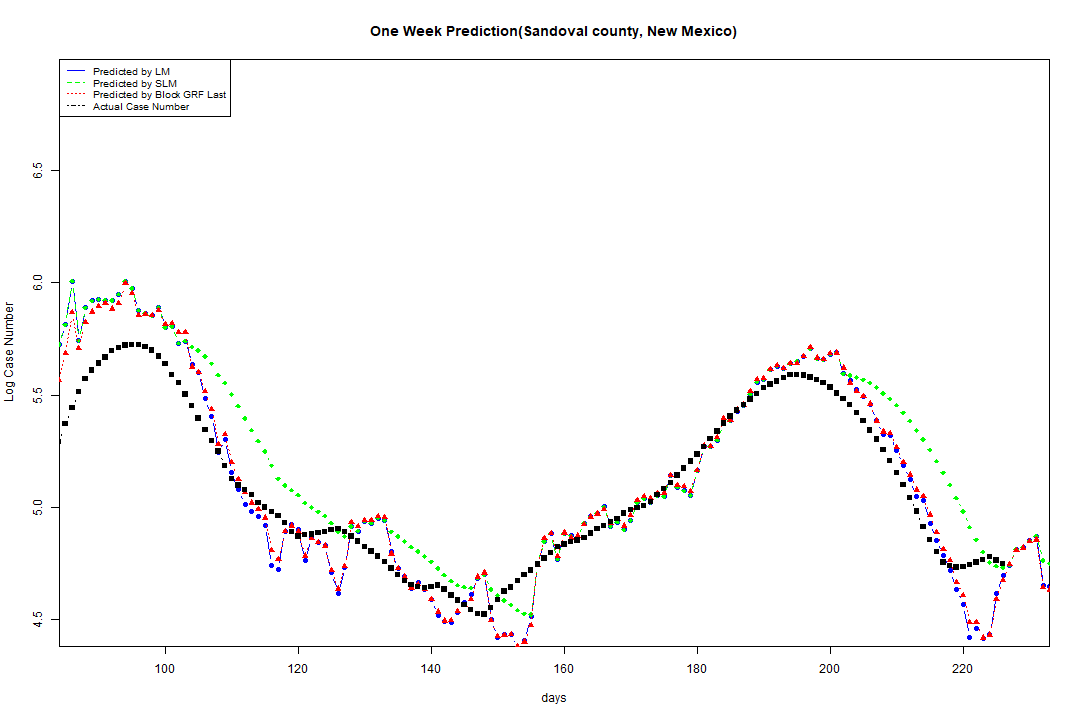 One Week Prediction(Sandoval county, New Mexico)
Predicted by LM
Predicted by SLM
Predicted by Block GRF Last
Actual Case Number
Log Case Number
6.5
6.0
5.5
5.0
4.5
100 120 140 160 180 200 220
days